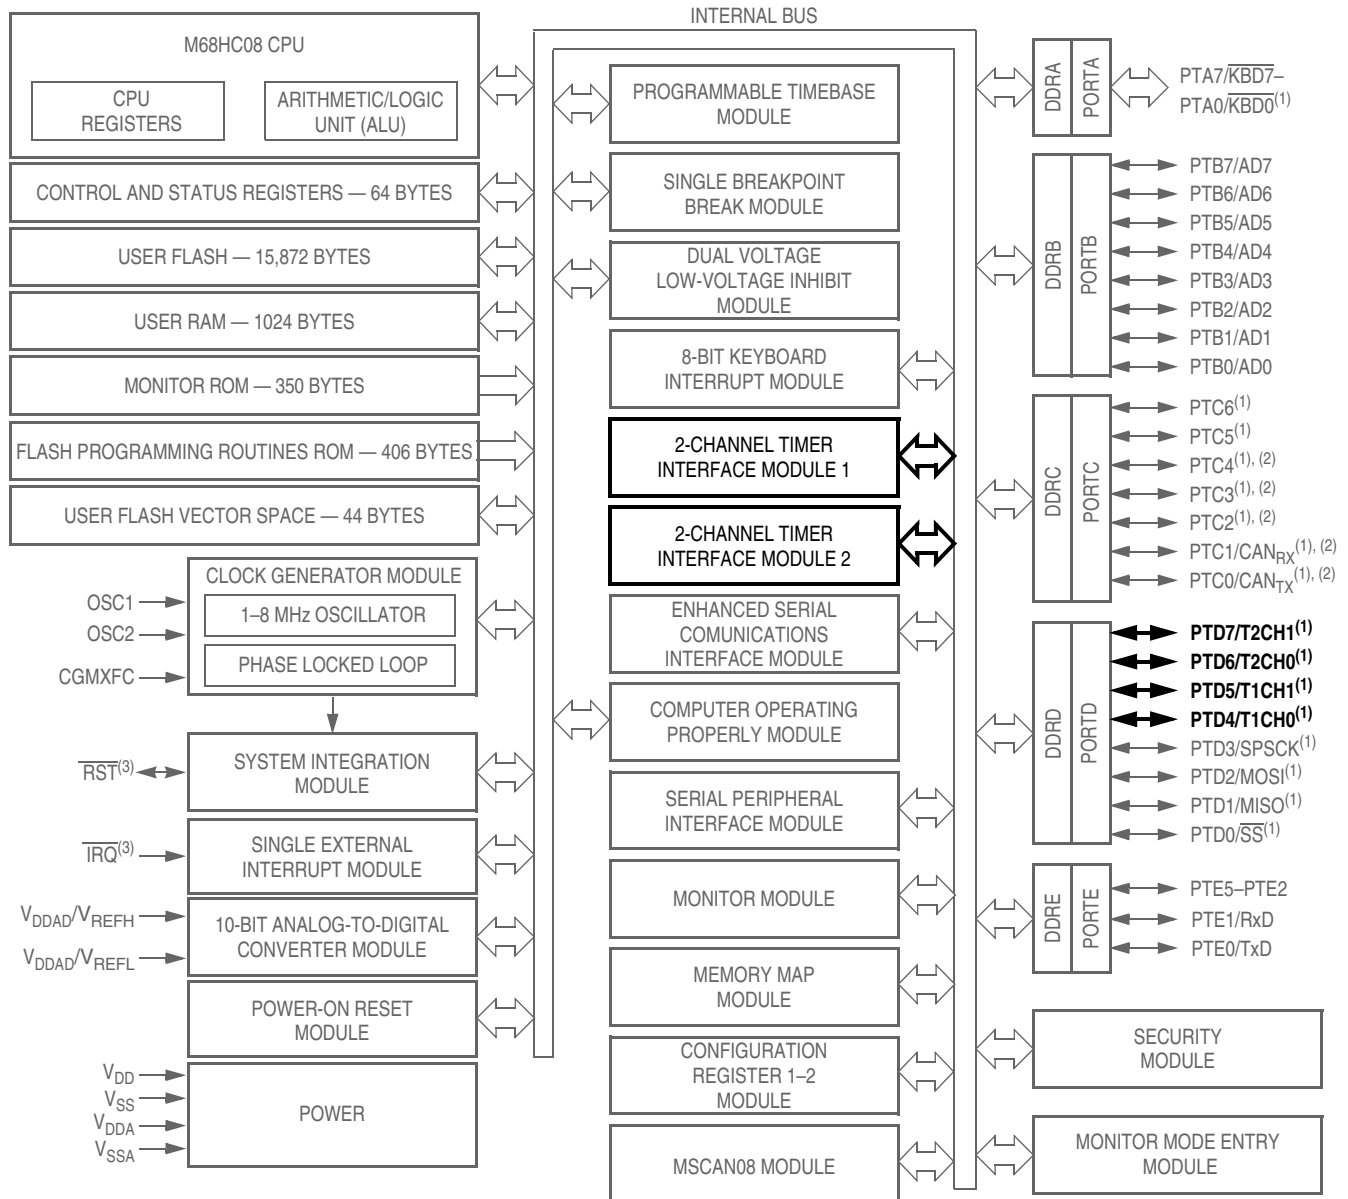 INTERNAL BUS
M68HC08 CPU
CPU
REGISTERS
ARITHMETIC/LOGIC
UNIT (ALU)
CONTROL AND STATUS REGISTERS — 64 BYTES
USER FLASH — 15,872 BYTES
USER RAM — 1024 BYTES
MONITOR ROM — 350 BYTES
FLASH PROGRAMMING ROUTINES ROM — 406 BYTES
USER FLASH VECTOR SPACE — 44 BYTES
CLOCK GENERATOR MODULE
1–8 MHz OSCILLATOR
PHASE LOCKED LOOP
OSC1
OSC2
CGMXFC
SYSTEM INTEGRATION
MODULE
RST(3)
SINGLE EXTERNAL
INTERRUPT MODULE
IRQ(3)
10-BIT ANALOG-TO-DIGITAL
CONVERTER MODULE
VDDAD/VREFH
VDDAD/VREFL
POWER-ON RESET
MODULE
POWER
VDD
VSS
VDDA
VSSA
PROGRAMMABLE TIMEBASE
MODULE
SINGLE BREAKPOINT
BREAK MODULE
DUAL VOLTAGE
LOW-VOLTAGE INHIBIT
MODULE
8-BIT KEYBOARD
INTERRUPT MODULE
2-CHANNEL TIMER
INTERFACE MODULE 1
2-CHANNEL TIMER
INTERFACE MODULE 2
ENHANCED SERIAL
COMUNICATIONS
INTERFACE MODULE
COMPUTER OPERATING
PROPERLY MODULE
SERIAL PERIPHERAL
INTERFACE MODULE
MONITOR MODULE
MEMORY MAP
MODULE
CONFIGURATION
REGISTER 1–2
MODULE
MSCAN08 MODULE
DDRA
PORTA
PTA7/KBD7–
PTA0/KBD0(1)
DDRB
PORTB
PTB7/AD7
PTB6/AD6
PTB5/AD5
PTB4/AD4
PTB3/AD3
PTB2/AD2
PTB1/AD1
PTB0/AD0
DDRC
PORTC
PTC6(1)
PTC5(1)
PTC4(1), (2)
PTC3(1), (2)
PTC2(1), (2)
PTC1/CANRX(1), (2)
PTC0/CANTX(1), (2)
DDRD
PORTD
PTD7/T2CH1(1)
PTD6/T2CH0(1)
PTD5/T1CH1(1)
PTD4/T1CH0(1)
PTD3/SPSCK(1)
PTD2/MOSI(1)
PTD1/MISO(1)
PTD0/SS(1)
DDRE
PORTE
PTE5–PTE2
PTE1/RxD
PTE0/TxD
SECURITY
MODULE
MONITOR MODE ENTRY
MODULE